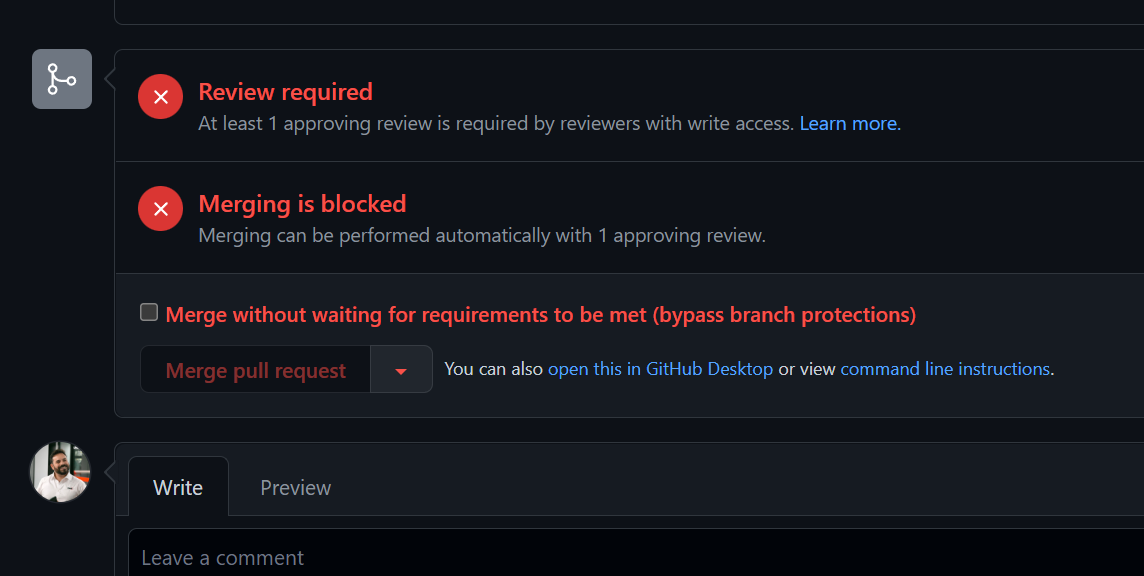 Review required
At least 1 approving review is required by reviewers with write access. Learn more.
Merging is blocked
Merging can be performed automatically with 1 approving review.
Merge without waiting for requirements to be met (bypass branch protections)
Merge pull request
You can also open this in GitHub Desktop or view command line instructions.
Write
Preview
Leave a comment